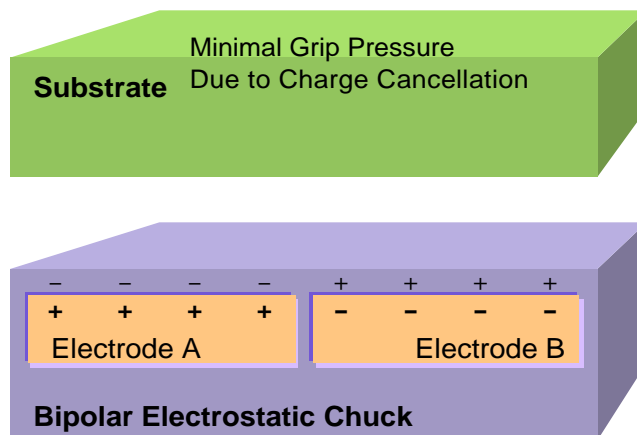 Minimal Grip Pressure
Due to Charge Cancellation
Substrate
− − − − + + + +
+ + + + - - - -
Electrode A Electrode B
Bipolar Electrostatic Chuck